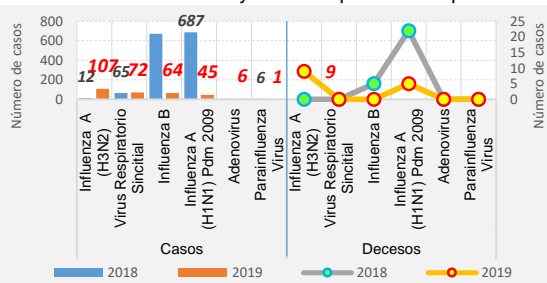 Número de casos
800
600
400
200
0
12
107
65
72
64
687
45
6
6
1
9
25
20
15
10
5
0
Número de casos
Influenza A
(H3N2)
Virus Respiratorio
Sincitial
Influenza B
Influenza A
(H1N1) Pdm 2009
Adenovirus
Parainfluenza
Virus
Influenza A
(H3N2)
Virus Respiratorio
Sincitial
Influenza B
Influenza A
(H1N1) Pdm 2009
Adenovirus
Parainfluenza
Virus
Casos
Decesos
2018
2019
2018
2019